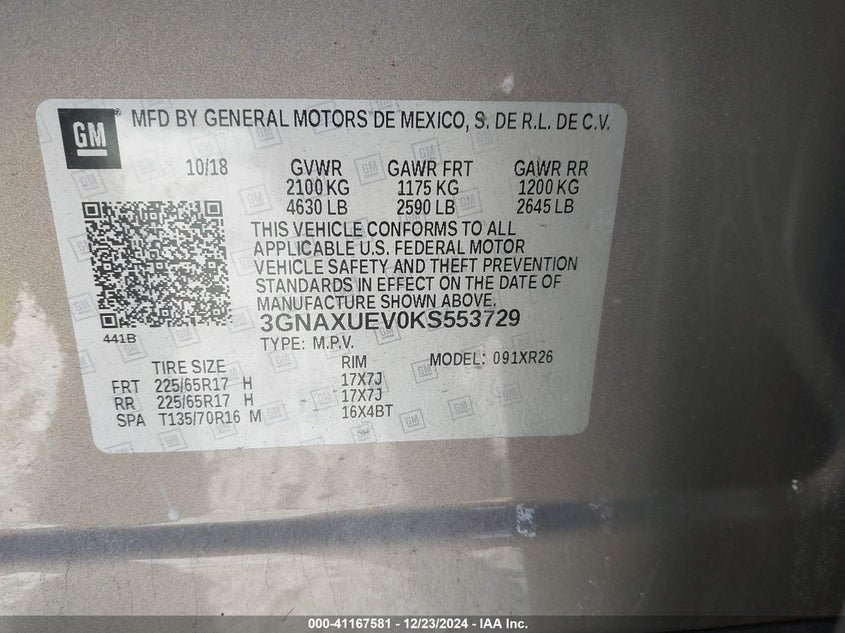 GM MFD BY GENERAL MOTORS DE MEXICO, S. DE R.L. DE C.V.
10/18 GVWR GAWR FRT GAWR RR
2100 KG 1175 KG 1200 KG
4630 LB 2590 LB 2645 LB
THIS VEHICLE CONFORMS TO ALL
APPLICABLE U.S. FEDERAL MOTOR
VEHICLE SAFETY AND THEFT PREVENTION
STANDARDS IN EFFECT ON THE DATE OF
MANUFACTURE SHOWN ABOVE.
3GNAXUEV0KS553729
441B
TYPE: M.P.V.
TIRE SIZE RIM MODEL: 091XR26
FRT 225/65R17 H 17X7J
RR 225/65R17 H 17X7J
SPA T135/70R16 M 16X4BT
000-41167581 - 12/23/2024 - IAA Inc.